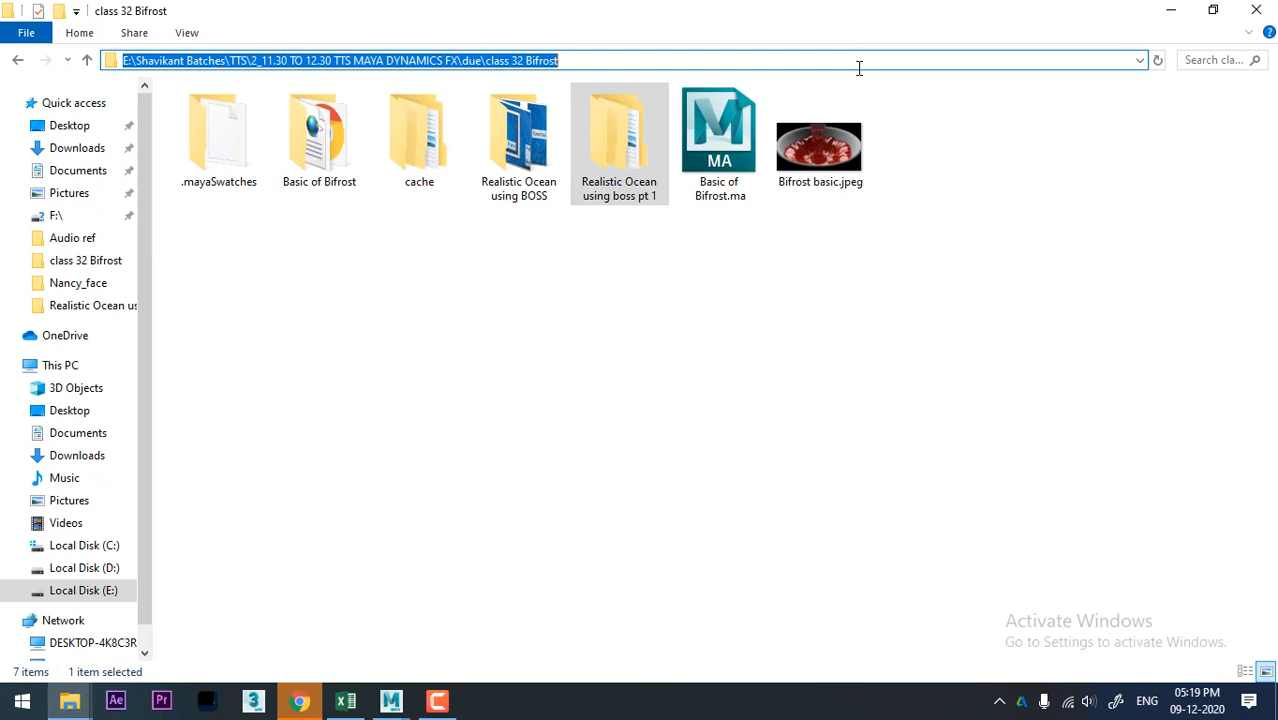 class 32 Bifrost
File
Home
Share
View
E:\Shavikant Batches\TTS\2_11.30 TO 12.30 TTS MAYA DYNAMICS FX\due\class 32 Bifrost
Search cla...
Quick access
Desktop
Downloads
Documents
Pictures
F:\
Audio ref
class 32 Bifrost
Nancy_face
Realistic Ocean us
OneDrive
This PC
3D Objects
Desktop
Documents
Downloads
Music
Pictures
Videos
Local Disk (C:)
Local Disk (D:)
Local Disk (E:)
Network
DESKTOP-4K8C3R
.mayaSwatches
Basic of Bifrost
cache
Realistic Ocean
using BOSS
Realistic Ocean
using boss pt 1
MA
Basic of
Bifrost.ma
Bifrost basic.jpeg
Activate Windows
Go to Settings to activate Windows.
7 items
1 item selected
Ae
Pr
3
ENG
05:19 PM
09-12-2020